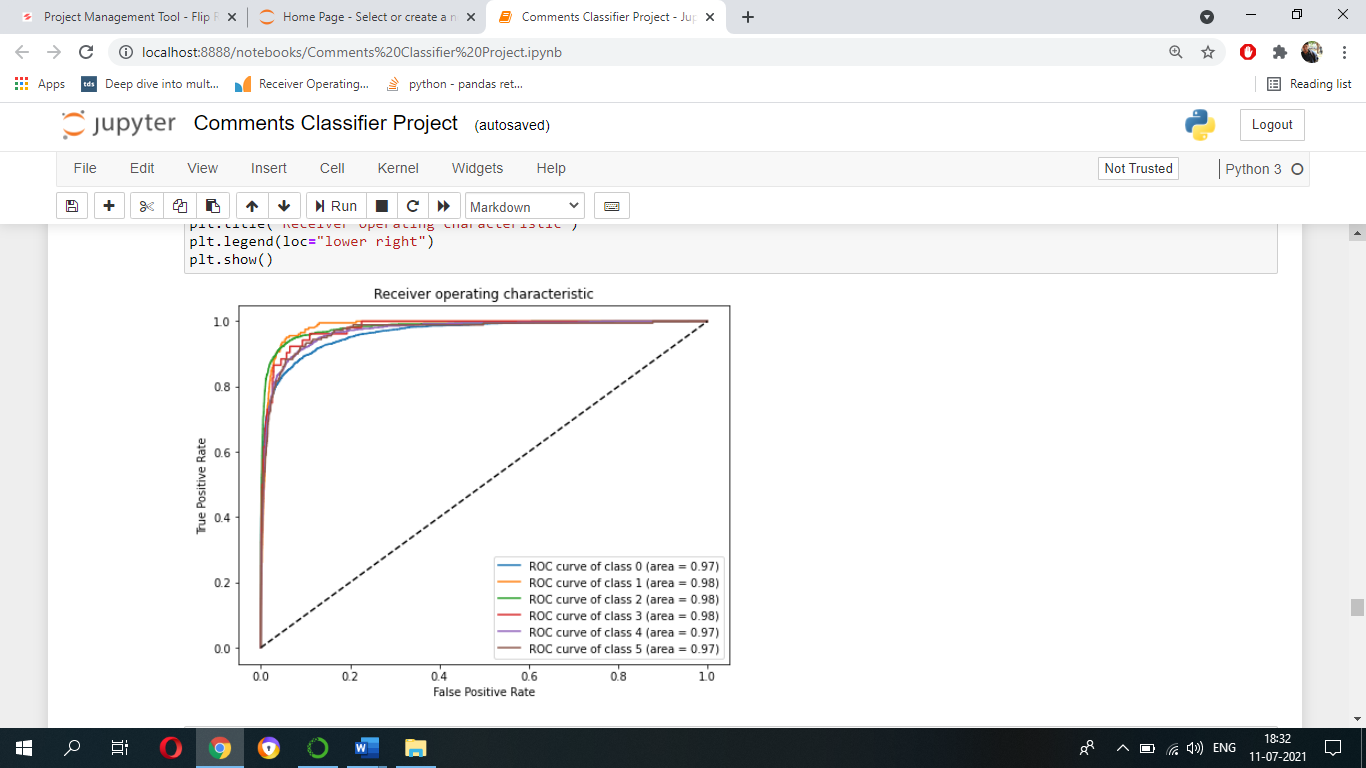 Project Management Tool - Flip F
Home Page - Select or create a n
Comments Classifier Project - Jup
localhost:8888/notebooks/Comments%20Classifier%20Project.ipynb
Apps
tds Deep dive into mult...
Receiver Operating...
python - pandas ret...
Reading list
jupyter Comments Classifier Project (autosaved)
Logout
File Edit View Insert Cell Kernel Widgets Help
Not Trusted Python 3
Run Markdown
plt.title('Receiver operating characteristic')
plt.legend(loc="lower right")
plt.show()
Receiver operating characteristic
1.0
0.8
0.6
0.4
0.2
0.0
True Positive Rate
ROC curve of class 0 (area = 0.97)
ROC curve of class 1 (area = 0.98)
ROC curve of class 2 (area = 0.98)
ROC curve of class 3 (area = 0.98)
ROC curve of class 4 (area = 0.97)
ROC curve of class 5 (area = 0.97)
0.0 0.2 0.4 0.6 0.8 1.0
False Positive Rate
ENG
18:32
11-07-2021